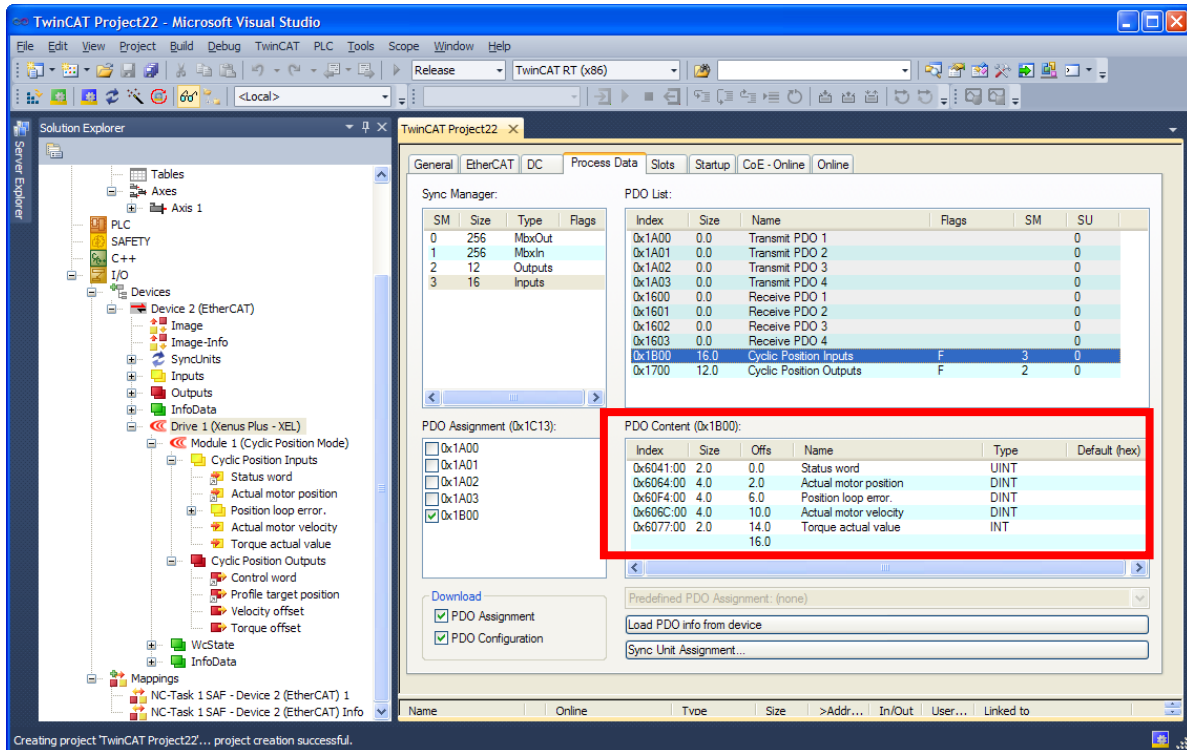 TwinCAT Project22 - Microsoft Visual Studio
File Edit View Project Build Debug TwinCAT PLC Tools Scope Window Help
Release TwinCAT RT (x86)
<Local>
Server Explorer
Solution Explorer
Tables
Axes
Axis 1
PLC
SAFETY
C++
I/O
Devices
Device 2 (EtherCAT)
Image
Image-Info
SyncUnits
Inputs
Outputs
InfoData
Drive 1 (Xenus Plus - XEL)
Module 1 (Cyclic Position Mode)
Cyclic Position Inputs
Status word
Actual motor position
Position loop error.
Actual motor velocity
Torque actual value
Cyclic Position Outputs
Control word
Profile target position
Velocity offset
Torque offset
WcState
InfoData
Mappings
NC-Task 1 SAF - Device 2 (EtherCAT) 1
NC-Task 1 SAF - Device 2 (EtherCAT) Info
TwinCAT Project22
General EtherCAT DC Process Data Slots Startup CoE - Online Online
Sync Manager:
SM Size Type Flags
0 256 MbxOut
1 256 MbxIn
2 12 Outputs
3 16 Inputs
PDO List:
Index Size Name Flags SM SU
0x1A00 0.0 Transmit PDO 1 0
0x1A01 0.0 Transmit PDO 2 0
0x1A02 0.0 Transmit PDO 3 0
0x1A03 0.0 Transmit PDO 4 0
0x1600 0.0 Receive PDO 1 0
0x1601 0.0 Receive PDO 2 0
0x1602 0.0 Receive PDO 3 0
0x1603 0.0 Receive PDO 4 0
0x1B00 16.0 Cyclic Position Inputs F 3 0
0x1700 12.0 Cyclic Position Outputs F 2 0
PDO Assignment (0x1C13):
0x1A00
0x1A01
0x1A02
0x1A03
0x1B00
PDO Content (0x1B00):
Index Size Offs Name Type Default (hex)
0x6041:00 2.0 0.0 Status word UINT
0x6064:00 4.0 2.0 Actual motor position DINT
0x60F4:00 4.0 6.0 Position loop error. DINT
0x606C:00 4.0 10.0 Actual motor velocity DINT
0x6077:00 2.0 14.0 Torque actual value INT
16.0
Download
PDO Assignment
PDO Configuration
Predefined PDO Assignment: (none)
Load PDO info from device
Sync Unit Assignment...
Name Online Type Size >Addr... In/Out User... Linked to
Creating project 'TwinCAT Project22'... project creation successful.